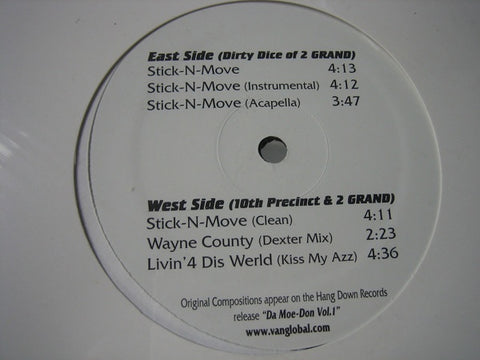 East Side (Dirty Dice of 2 GRAND)
Stick-N-Move 4:13
Stick-N-Move (Instrumental) 4:12
Stick-N-Move (Acapella) 3:47
West Side (10th Precinct & 2 GRAND)
Stick-N-Move (Clean) 4:11
Wayne County (Dexter Mix) 2:23
Livin'4 Dis Werld (Kiss My Azz) 4:36
Original Compositions appear on the Hang Down Records
release "Da Moe-Don Vol.1"
www.vanglobal.com